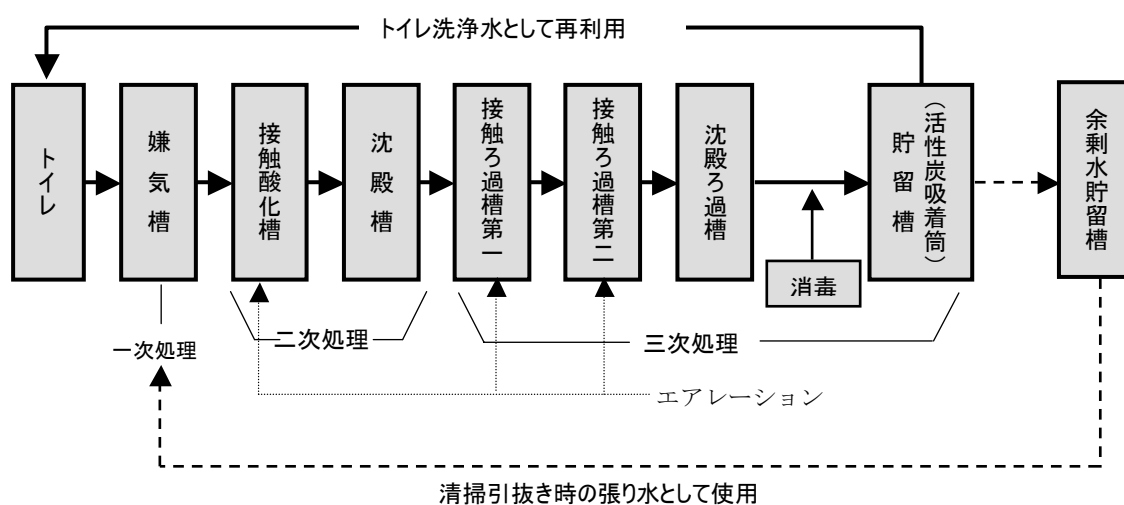 トイレ洗浄水として再利用
トイレ
嫌気槽
接触酸化槽
沈殿槽
接触ろ過槽第一
接触ろ過槽第二
沈殿ろ過槽
消毒
貯留槽
(活性炭吸着筒)
余剰水貯留槽
一次処理
二次処理
三次処理
エアレーション
清掃引抜き時の張り水として使用